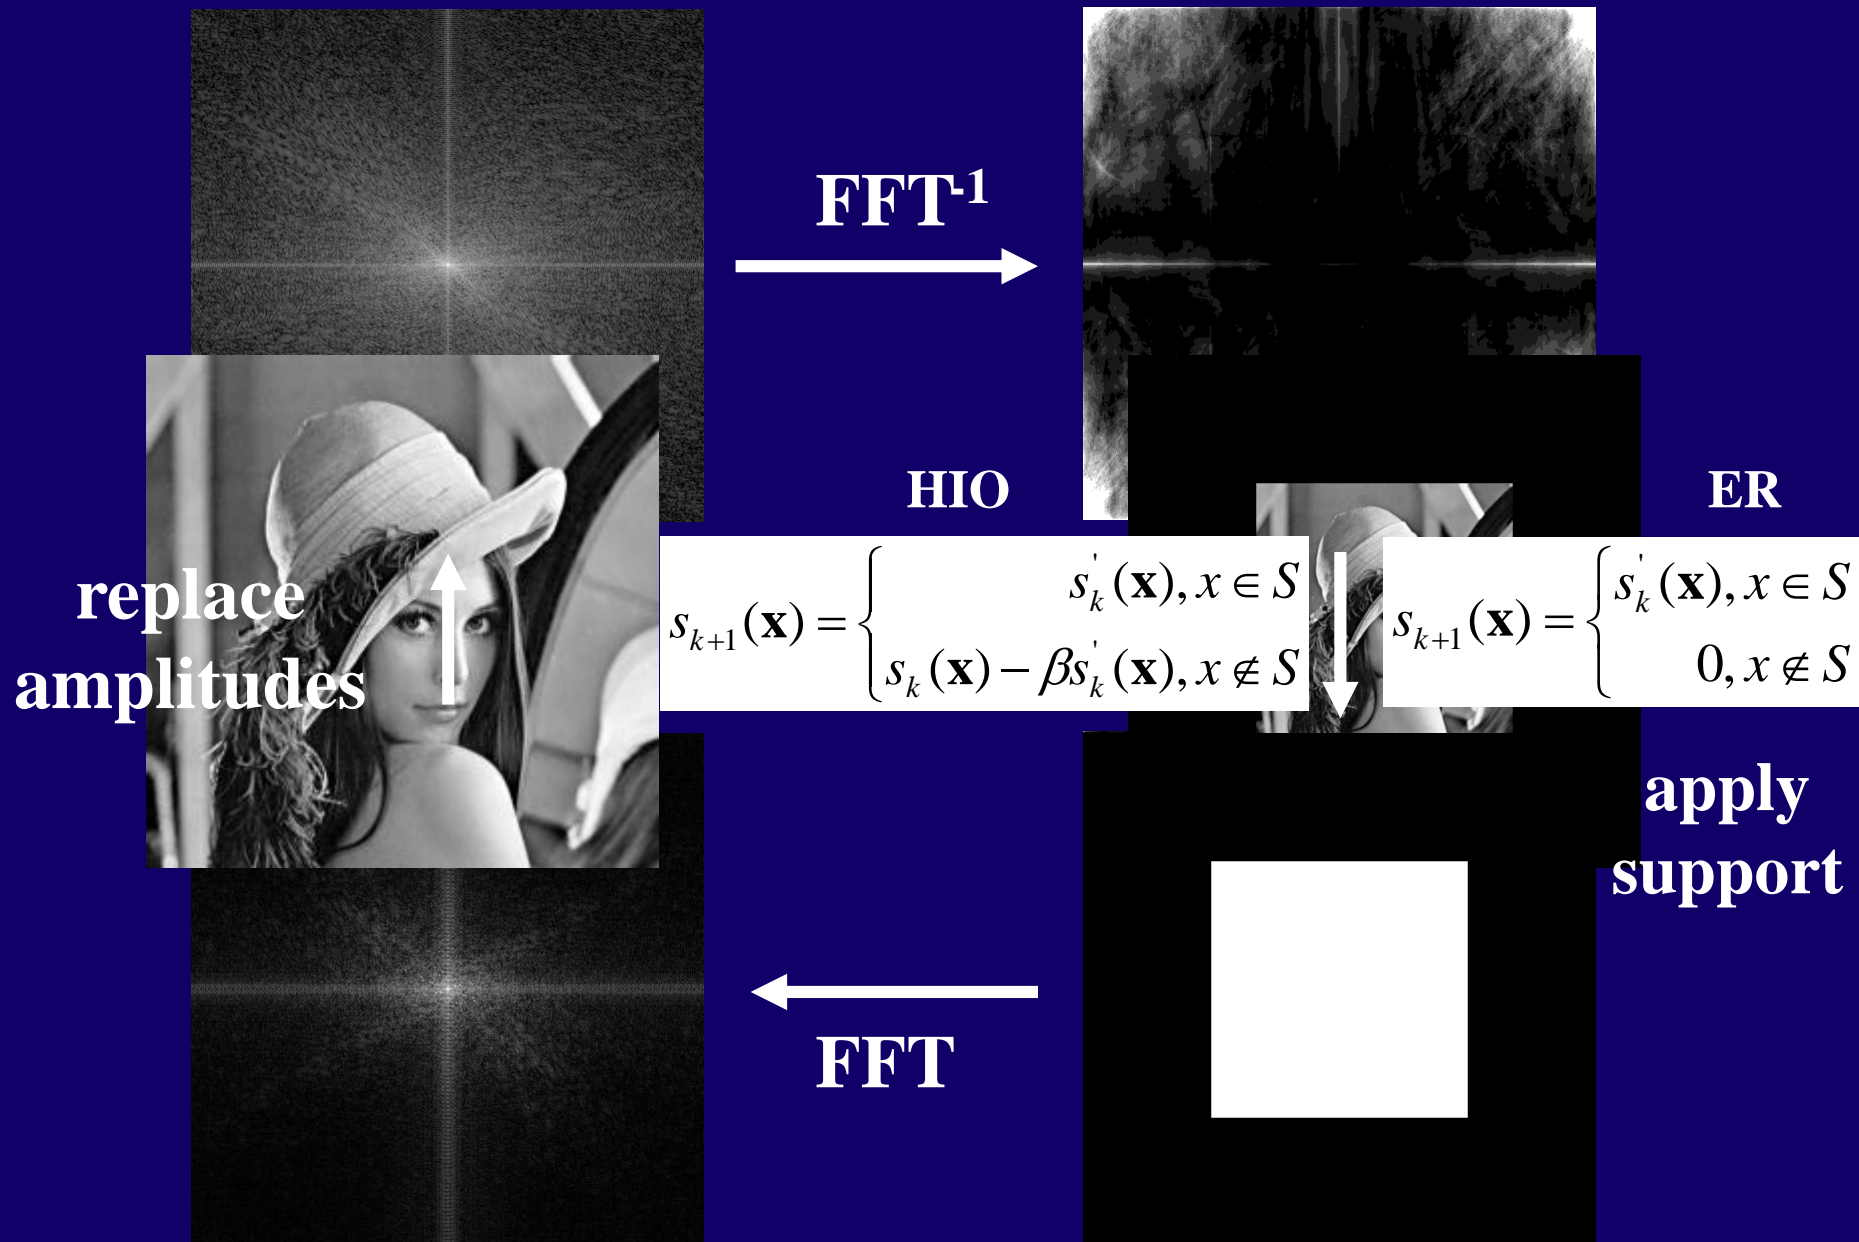 FFT-1
HIO
ER
replace
amplitudes
s_{k+1}(x) = { s'_k(x), x ∈ S
s_k(x) − βs'_k(x), x ∉ S
s_{k+1}(x) = { s'_k(x), x ∈ S
0, x ∉ S
apply
support
FFT